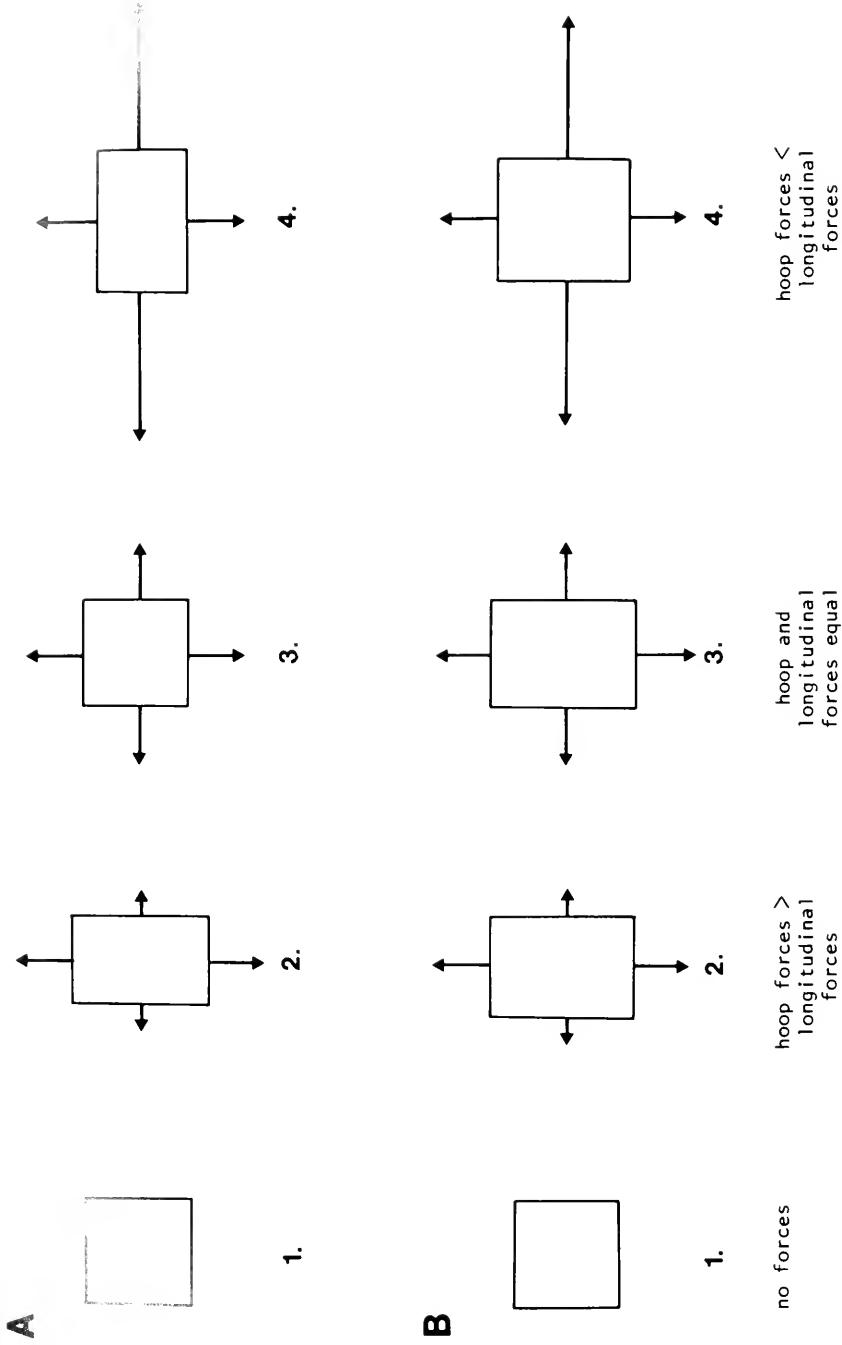 A
1.
2.
3.
4.
B
1.
2.
3.
4.
no forces
hoop forces >
longitudinal
forces
hoop and
longitudinal
forces equal
hoop forces <
longitudinal
forces